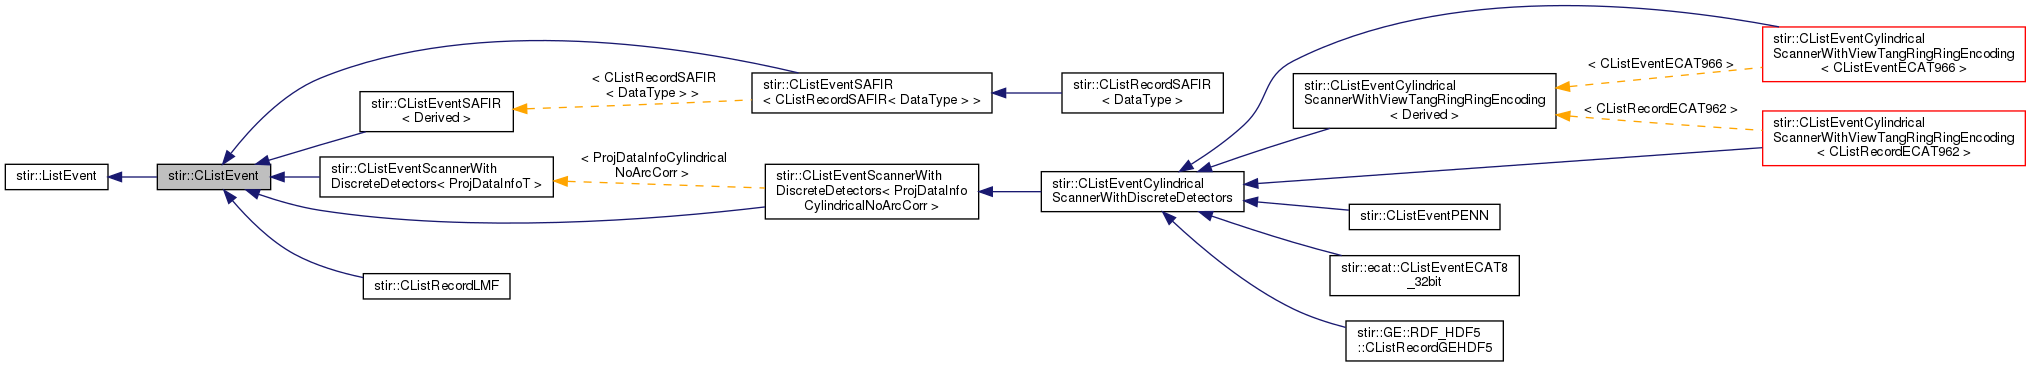 stir::ListEvent
stir::CListEvent
stir::CListEventSAFIR
< Derived >
stir::CListEventScannerWith
DiscreteDetectors< ProjDataInfoT >
stir::CListRecordLMF
< CListRecordSAFIR
< DataType > >
< ProjDataInfoCylindrical
NoArcCorr >
stir::CListEventSAFIR
< CListRecordSAFIR< DataType > >
stir::CListEventScannerWith
DiscreteDetectors< ProjDataInfo
CylindricalNoArcCorr >
stir::CListRecordSAFIR
< DataType >
stir::CListEventCylindrical
ScannerWithDiscreteDetectors
stir::CListEventCylindrical
ScannerWithViewTangRingRingEncoding
< Derived >
stir::CListEventPENN
stir::ecat::CListEventECAT8
_32bit
stir::GE::RDF_HDF5
::CListRecordGEHDF5
< CListEventECAT966 >
< CListRecordECAT962 >
stir::CListEventCylindrical
ScannerWithViewTangRingRingEncoding
< CListEventECAT966 >
stir::CListEventCylindrical
ScannerWithViewTangRingRingEncoding
< CListRecordECAT962 >